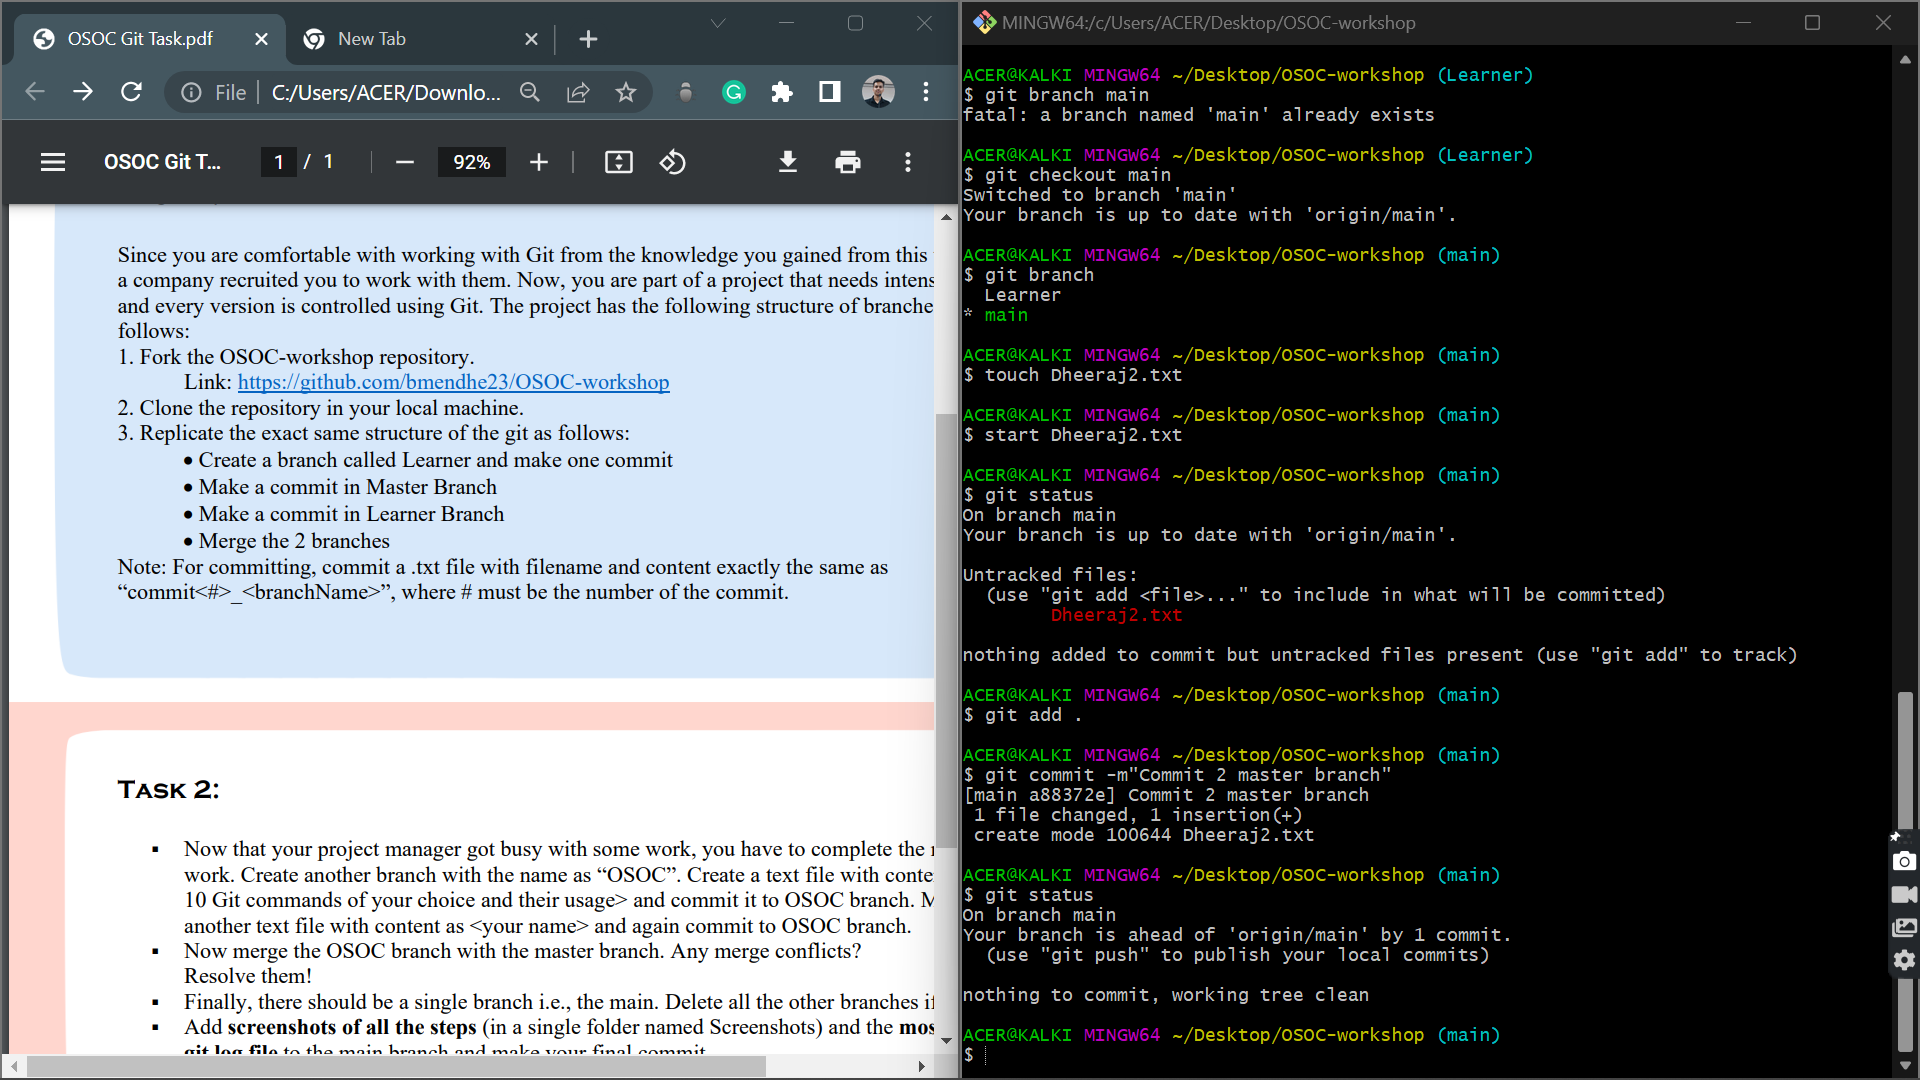 OSOC Git Task.pdf
New Tab
File
C:/Users/ACER/Downlo...
OSOC Git T...
1 / 1
92%
Since you are comfortable with working with Git from the knowledge you gained from this
a company recruited you to work with them. Now, you are part of a project that needs intens
and every version is controlled using Git. The project has the following structure of branche
follows:
1. Fork the OSOC-workshop repository.
Link: https://github.com/bmendhe23/OSOC-workshop
2. Clone the repository in your local machine.
3. Replicate the exact same structure of the git as follows:
• Create a branch called Learner and make one commit
• Make a commit in Master Branch
• Make a commit in Learner Branch
• Merge the 2 branches
Note: For committing, commit a .txt file with filename and content exactly the same as
“commit<#>_<branchName>”, where # must be the number of the commit.
TASK 2:
▪ Now that your project manager got busy with some work, you have to complete the
work. Create another branch with the name as “OSOC”. Create a text file with conte
10 Git commands of your choice and their usage> and commit it to OSOC branch. M
another text file with content as <your name> and again commit to OSOC branch.
▪ Now merge the OSOC branch with the master branch. Any merge conflicts?
Resolve them!
▪ Finally, there should be a single branch i.e., the main. Delete all the other branches if
▪ Add screenshots of all the steps (in a single folder named Screenshots) and the mos
git log file to the main branch and make your final commit.
MINGW64:/c/Users/ACER/Desktop/OSOC-workshop
ACER@KALKI MINGW64 ~/Desktop/OSOC-workshop (Learner)
$ git branch main
fatal: a branch named 'main' already exists
ACER@KALKI MINGW64 ~/Desktop/OSOC-workshop (Learner)
$ git checkout main
Switched to branch 'main'
Your branch is up to date with 'origin/main'.
ACER@KALKI MINGW64 ~/Desktop/OSOC-workshop (main)
$ git branch
Learner
* main
ACER@KALKI MINGW64 ~/Desktop/OSOC-workshop (main)
$ touch Dheeraj2.txt
ACER@KALKI MINGW64 ~/Desktop/OSOC-workshop (main)
$ start Dheeraj2.txt
ACER@KALKI MINGW64 ~/Desktop/OSOC-workshop (main)
$ git status
On branch main
Your branch is up to date with 'origin/main'.
Untracked files:
(use "git add <file>..." to include in what will be committed)
Dheeraj2.txt
nothing added to commit but untracked files present (use "git add" to track)
ACER@KALKI MINGW64 ~/Desktop/OSOC-workshop (main)
$ git add .
ACER@KALKI MINGW64 ~/Desktop/OSOC-workshop (main)
$ git commit -m"Commit 2 master branch"
[main a88372e] Commit 2 master branch
1 file changed, 1 insertion(+)
create mode 100644 Dheeraj2.txt
ACER@KALKI MINGW64 ~/Desktop/OSOC-workshop (main)
$ git status
On branch main
Your branch is ahead of 'origin/main' by 1 commit.
(use "git push" to publish your local commits)
nothing to commit, working tree clean
ACER@KALKI MINGW64 ~/Desktop/OSOC-workshop (main)
$